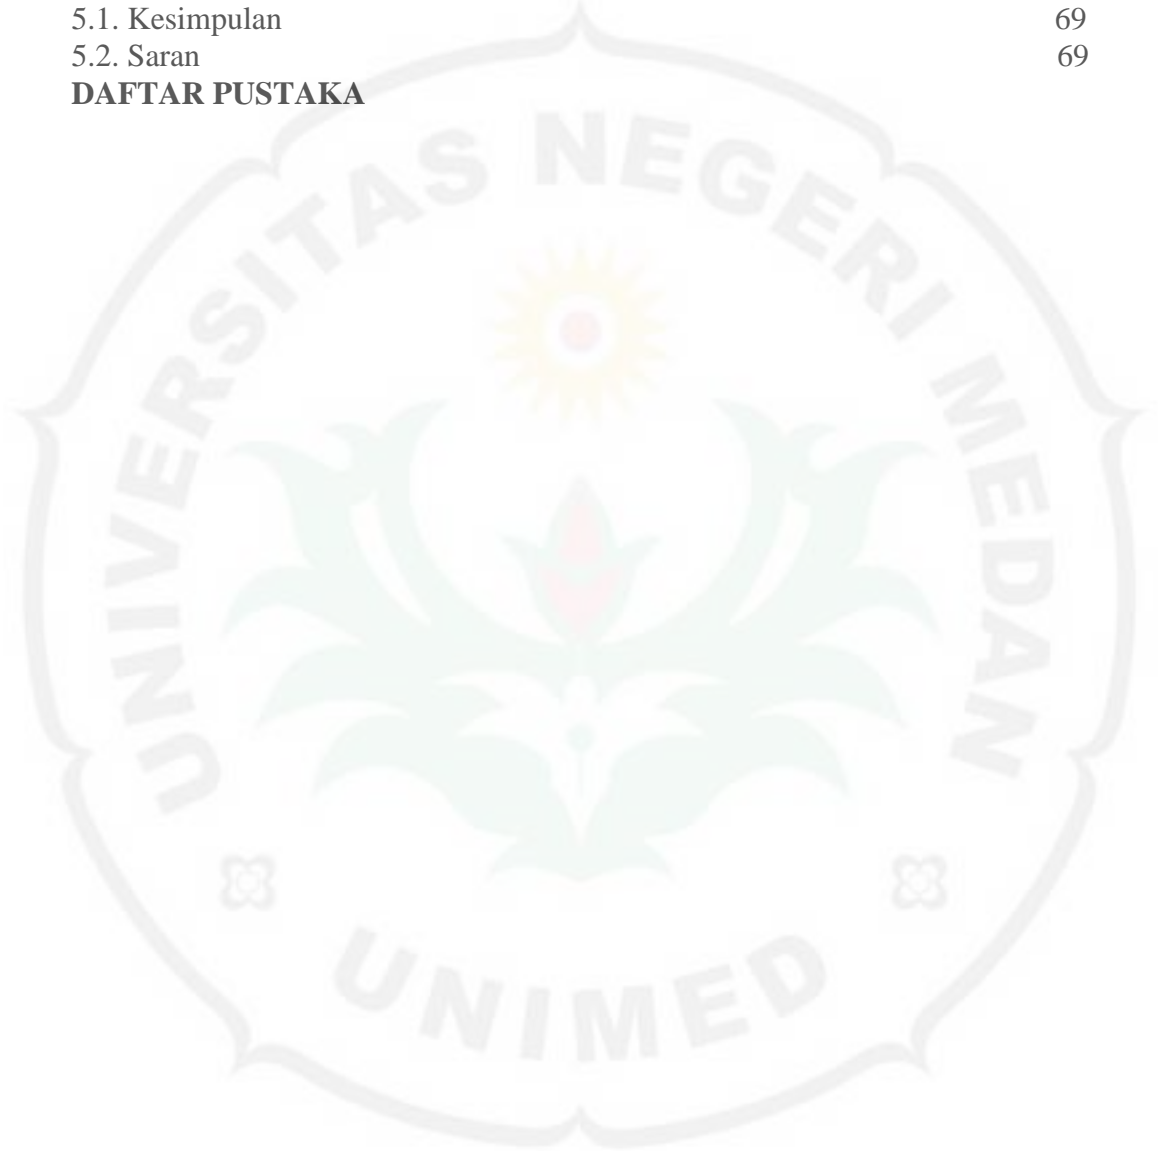 5.1. Kesimpulan 69
5.2. Saran 69
DAFTAR PUSTAKA
UNIVERSITAS NEGERI MEDAN
UNIMED